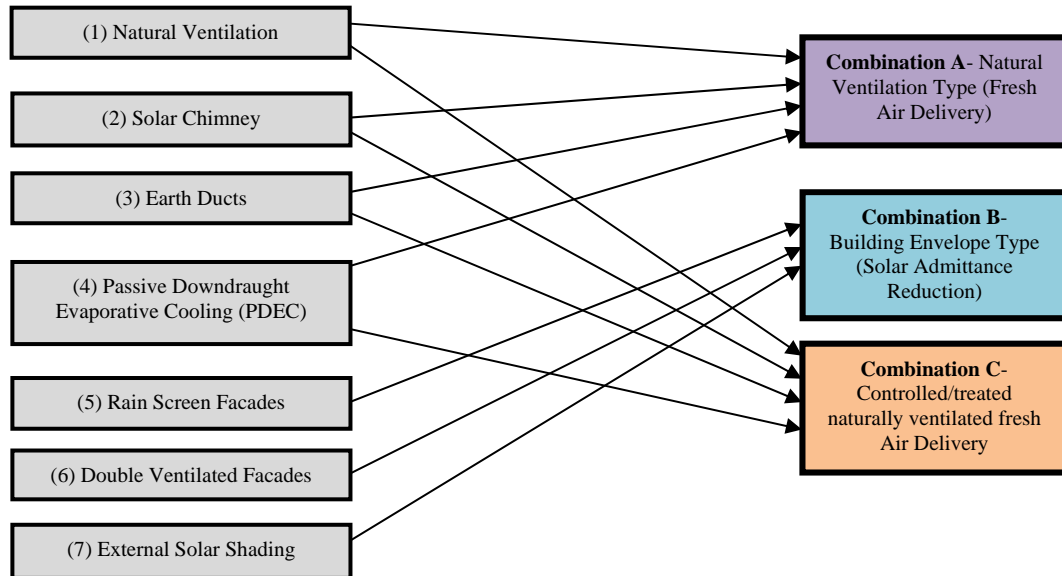 (1) Natural Ventilation
(2) Solar Chimney
(3) Earth Ducts
(4) Passive Downdraught
Evaporative Cooling (PDEC)
(5) Rain Screen Facades
(6) Double Ventilated Facades
(7) External Solar Shading
Combination A- Natural
Ventilation Type (Fresh
Air Delivery)
Combination B-
Building Envelope Type
(Solar Admittance
Reduction)
Combination C-
Controlled/treated
naturally ventilated fresh
Air Delivery